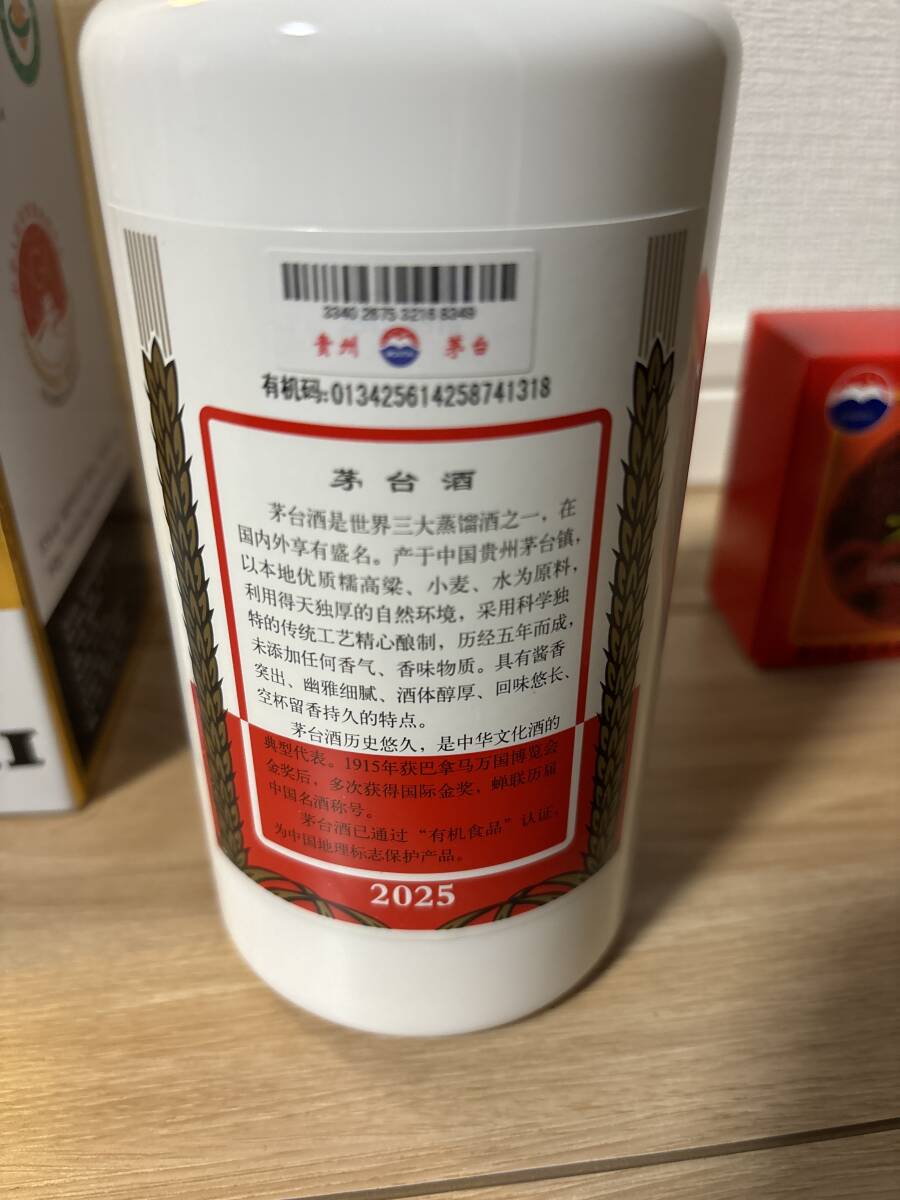 3340 2675 3216 8349
贵州 茅台
有机码:013425614258741318
茅台酒
茅台酒是世界三大蒸馏酒之一，在
国内外享有盛名。产于中国贵州茅台镇，
以本地优质糯高粱、小麦、水为原料，
利用得天独厚的自然环境，采用科学独
特的传统工艺精心酿制，历经五年而成，
未添加任何香气、香味物质。具有酱香
突出、幽雅细腻、酒体醇厚、回味悠长、
空杯留香持久的特点。
茅台酒历史悠久，是中华文化酒的
典型代表。1915年获巴拿马万国博览会
金奖后，多次获得国际金奖，蝉联历届
中国名酒称号。
茅台酒已通过“有机食品”认证，
为中国地理标志保护产品。
2025